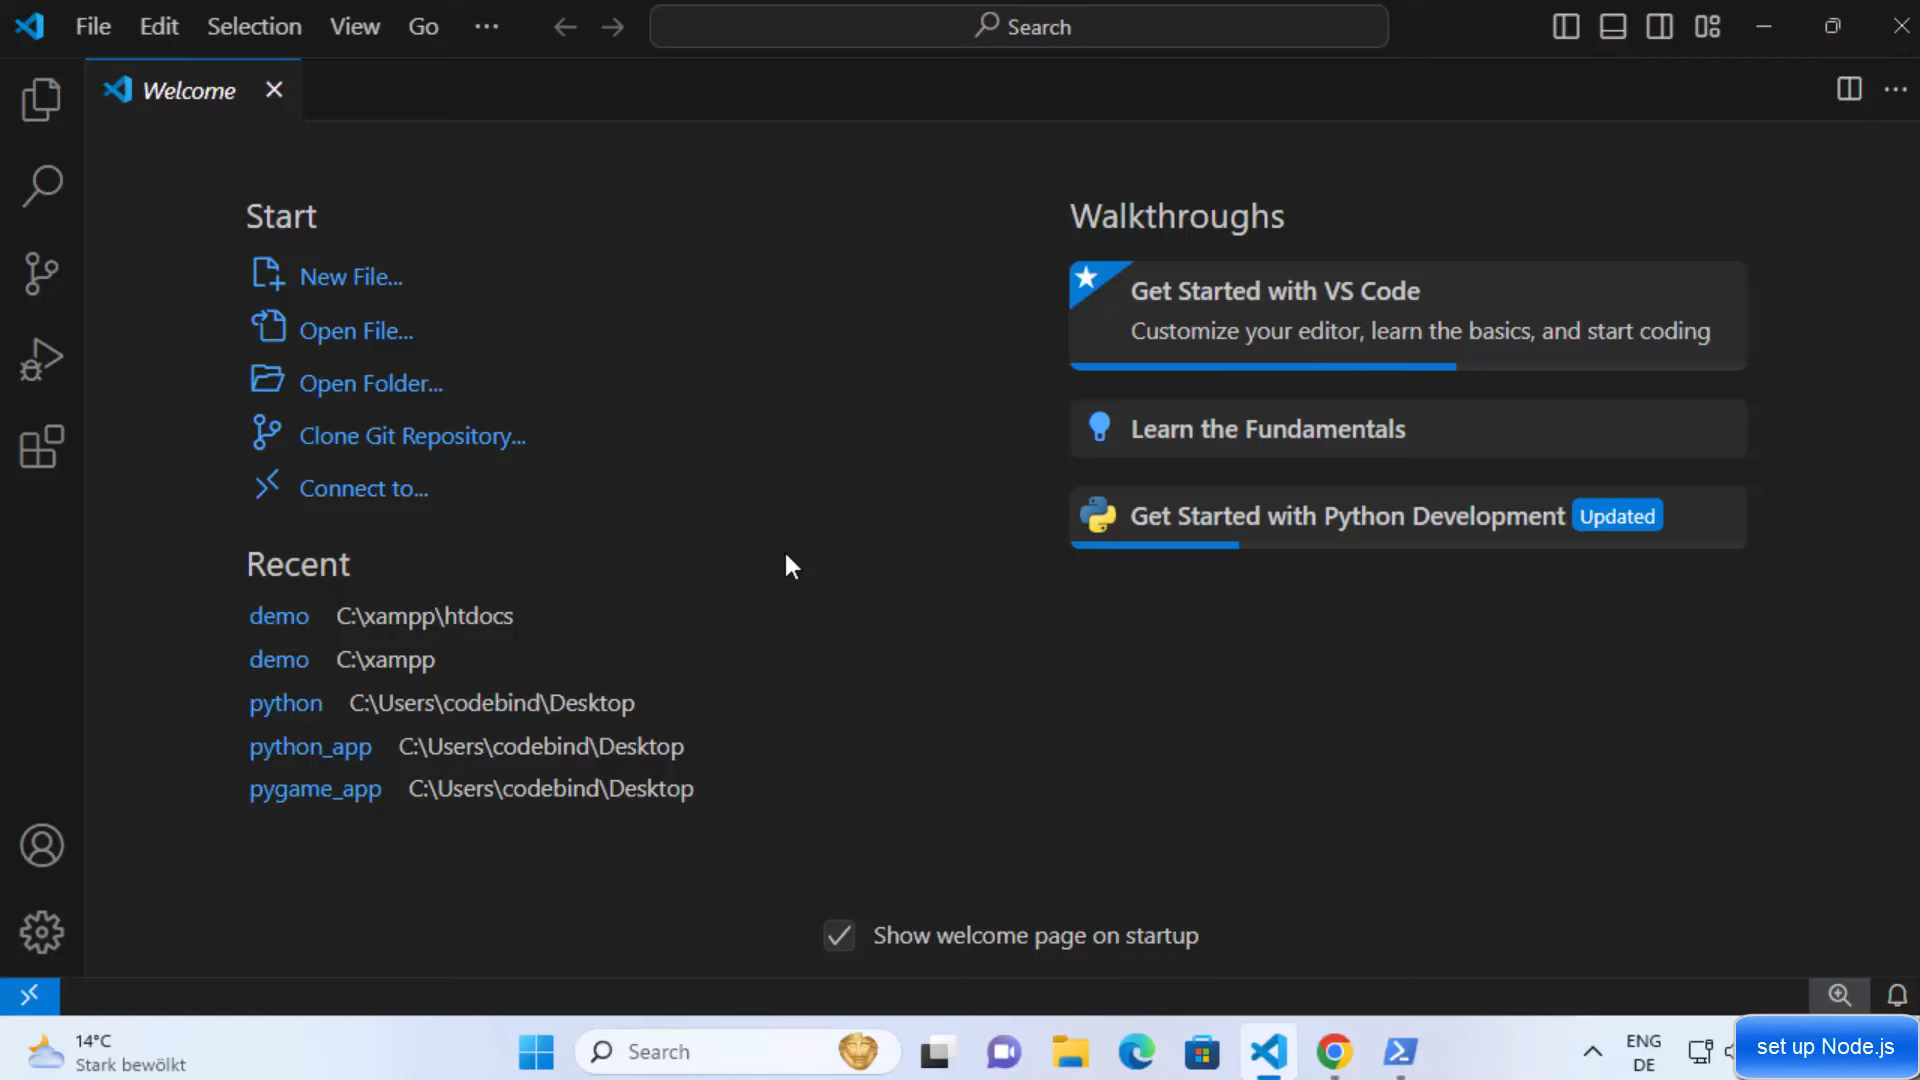 File Edit Selection View Go ··· Search
Welcome
Start
New File...
Open File...
Open Folder...
Clone Git Repository...
Connect to...
Recent
demo C:\xampp\htdocs
demo C:\xampp
python C:\Users\codebind\Desktop
python_app C:\Users\codebind\Desktop
pygame_app C:\Users\codebind\Desktop
Walkthroughs
Get Started with VS Code
Customize your editor, learn the basics, and start coding
Learn the Fundamentals
Get Started with Python Development Updated
Show welcome page on startup
14°C
Stark bewölkt
Search
ENG
DE
set up Node.js